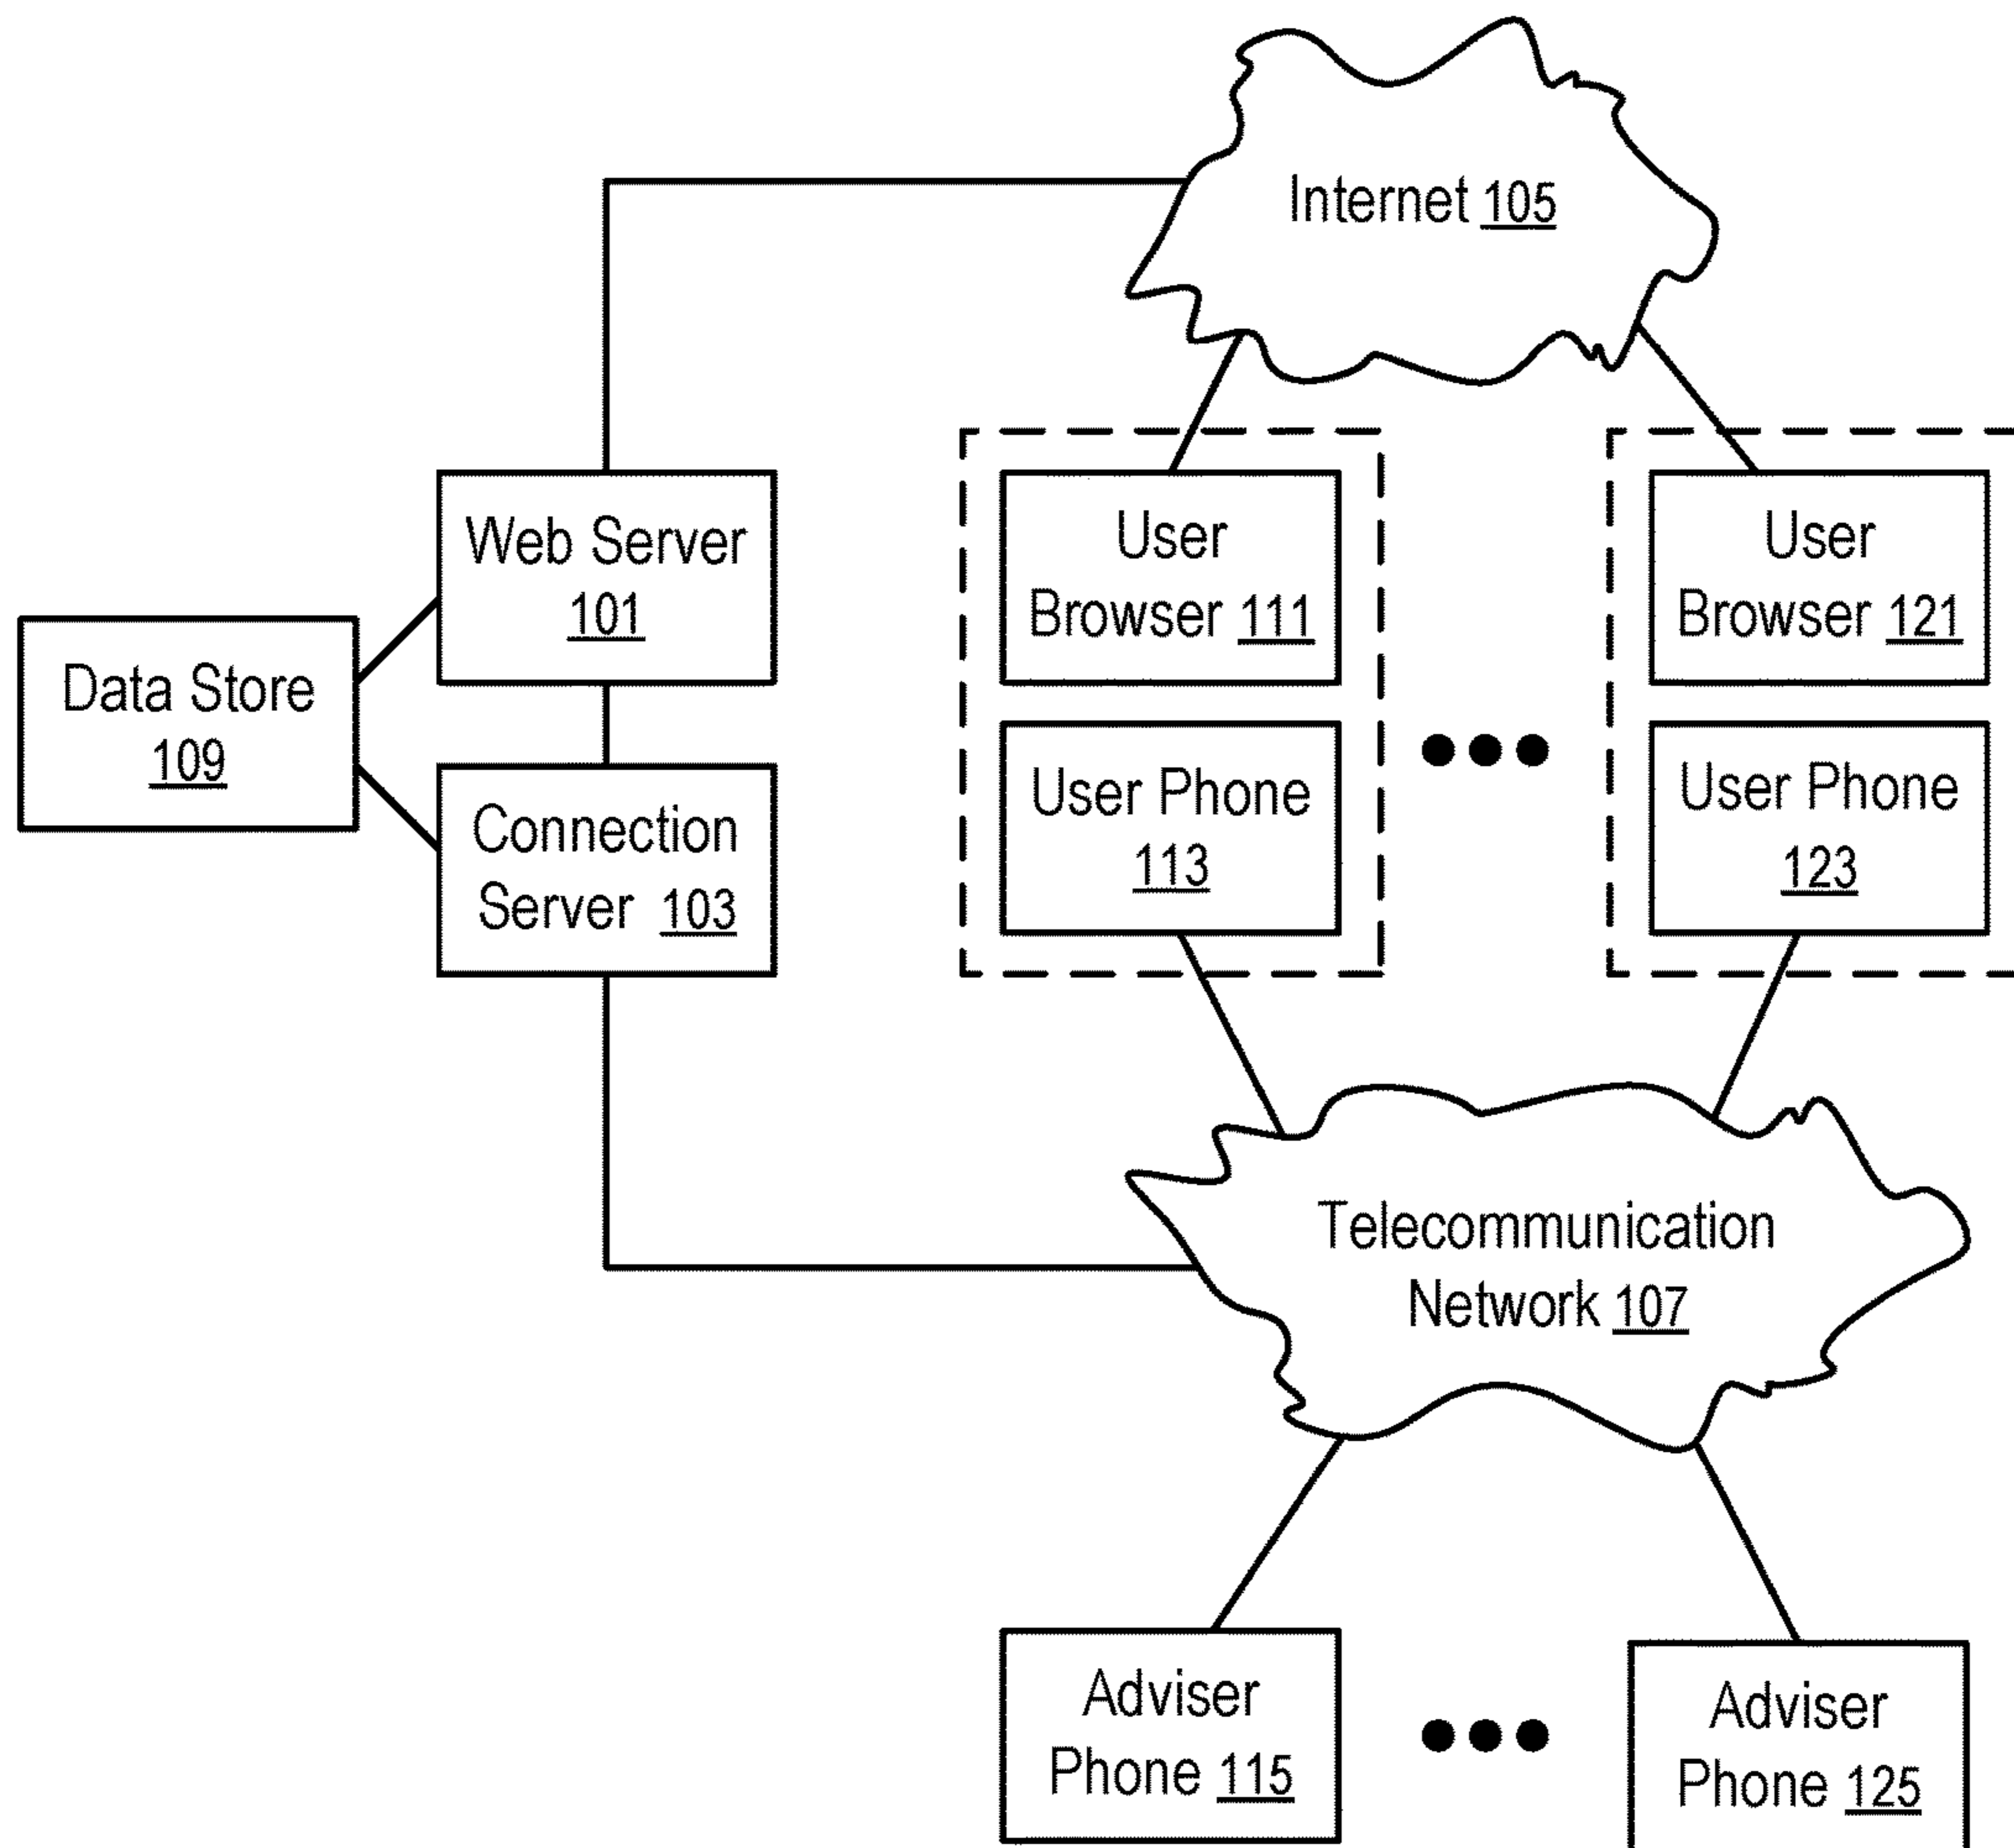 Internet 105
Web Server
101
User
Browser 111
User
Browser 121
Data Store
109
Connection
Server 103
User Phone
113
User Phone
123
Telecommunication
Network 107
Adviser
Phone 115
Adviser
Phone 125